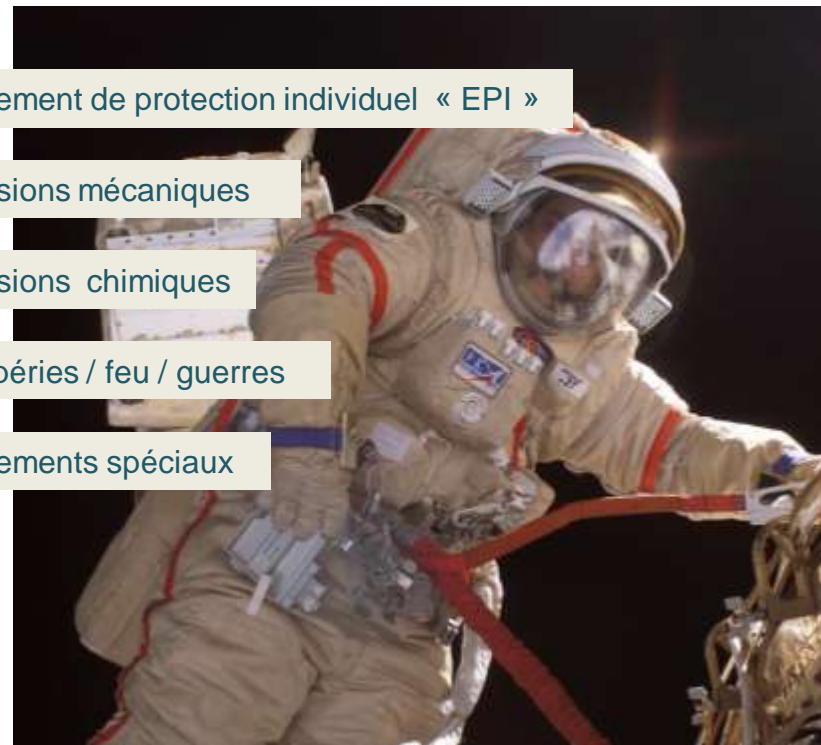 ement de protection individuel « EPI »
sions mécaniques
sions chimiques
péries / feu / guerres
ements spéciaux